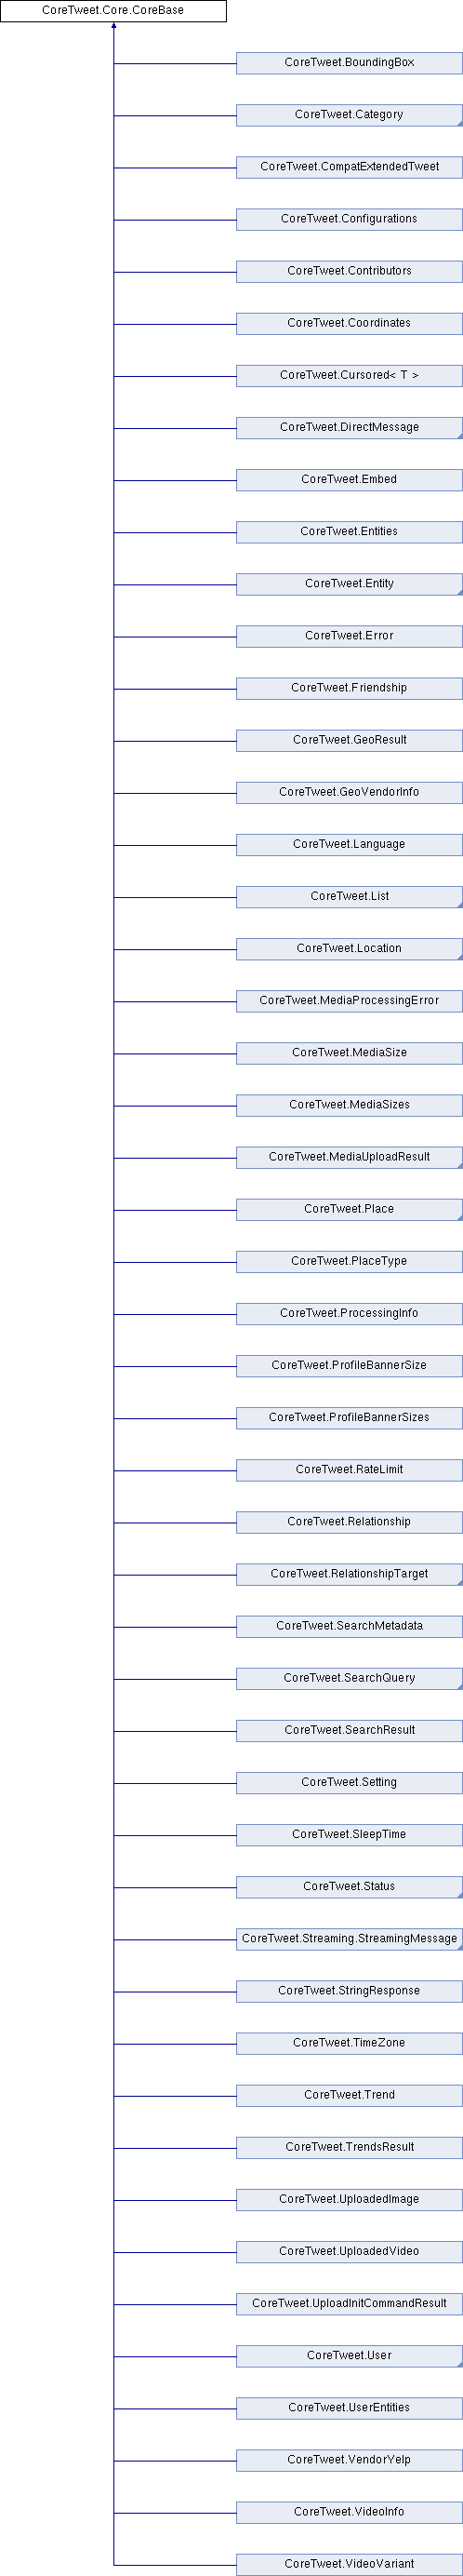 CoreTweet.Core.CoreBase
CoreTweet.BoundingBox
CoreTweet.Category
CoreTweet.CompatExtendedTweet
CoreTweet.Configurations
CoreTweet.Contributors
CoreTweet.Coordinates
CoreTweet.Cursored< T >
CoreTweet.DirectMessage
CoreTweet.Embed
CoreTweet.Entities
CoreTweet.Entity
CoreTweet.Error
CoreTweet.Friendship
CoreTweet.GeoResult
CoreTweet.GeoVendorInfo
CoreTweet.Language
CoreTweet.List
CoreTweet.Location
CoreTweet.MediaProcessingError
CoreTweet.MediaSize
CoreTweet.MediaSizes
CoreTweet.MediaUploadResult
CoreTweet.Place
CoreTweet.PlaceType
CoreTweet.ProcessingInfo
CoreTweet.ProfileBannerSize
CoreTweet.ProfileBannerSizes
CoreTweet.RateLimit
CoreTweet.Relationship
CoreTweet.RelationshipTarget
CoreTweet.SearchMetadata
CoreTweet.SearchQuery
CoreTweet.SearchResult
CoreTweet.Setting
CoreTweet.SleepTime
CoreTweet.Status
CoreTweet.Streaming.StreamingMessage
CoreTweet.StringResponse
CoreTweet.TimeZone
CoreTweet.Trend
CoreTweet.TrendsResult
CoreTweet.UploadedImage
CoreTweet.UploadedVideo
CoreTweet.UploadInitCommandResult
CoreTweet.User
CoreTweet.UserEntities
CoreTweet.VendorYelp
CoreTweet.VideoInfo
CoreTweet.VideoVariant